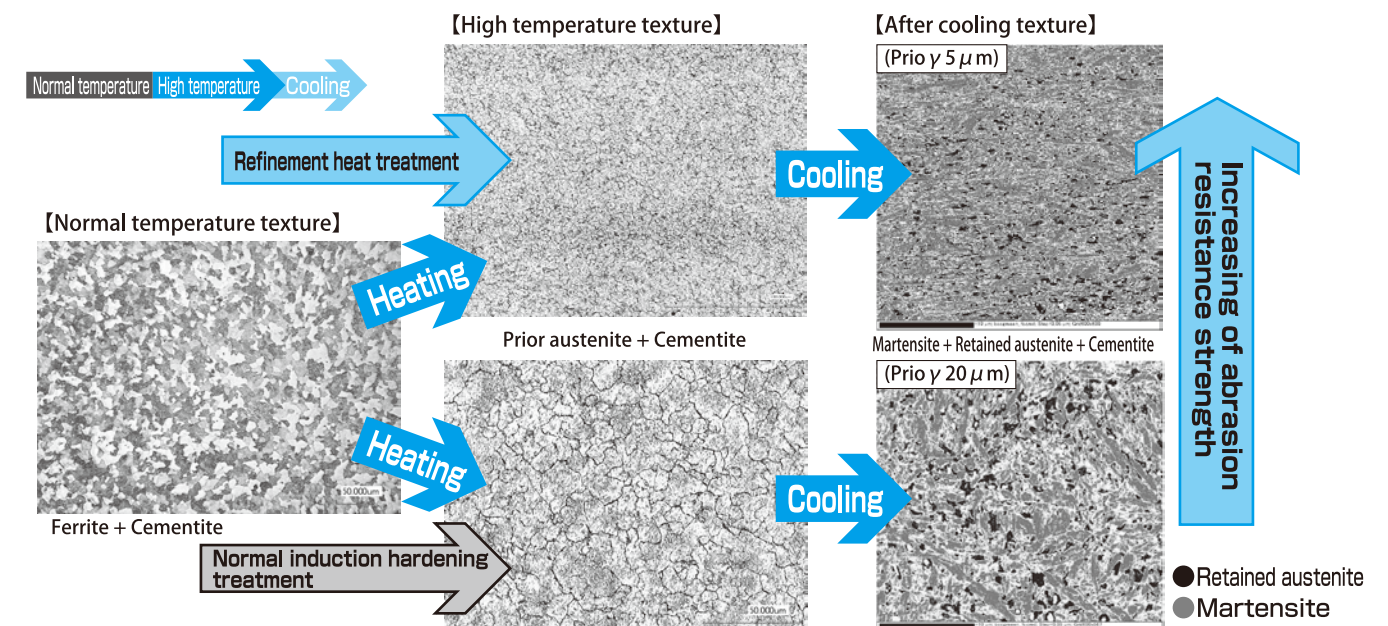 【High temperature texture】
【After cooling texture】
(Prio γ 5 μm)
Normal temperature
High temperature
Cooling
Refinement heat treatment
Cooling
【Normal temperature texture】
Heating
Increasing of abrasion
resistance strength
Prior austenite + Cementite
Martensite + Retained austenite + Cementite
(Prio γ 20 μm)
Heating
50.000um
Cooling
Ferrite + Cementite
Normal induction hardening
treatment
50.000um
Retained austenite
Martensite